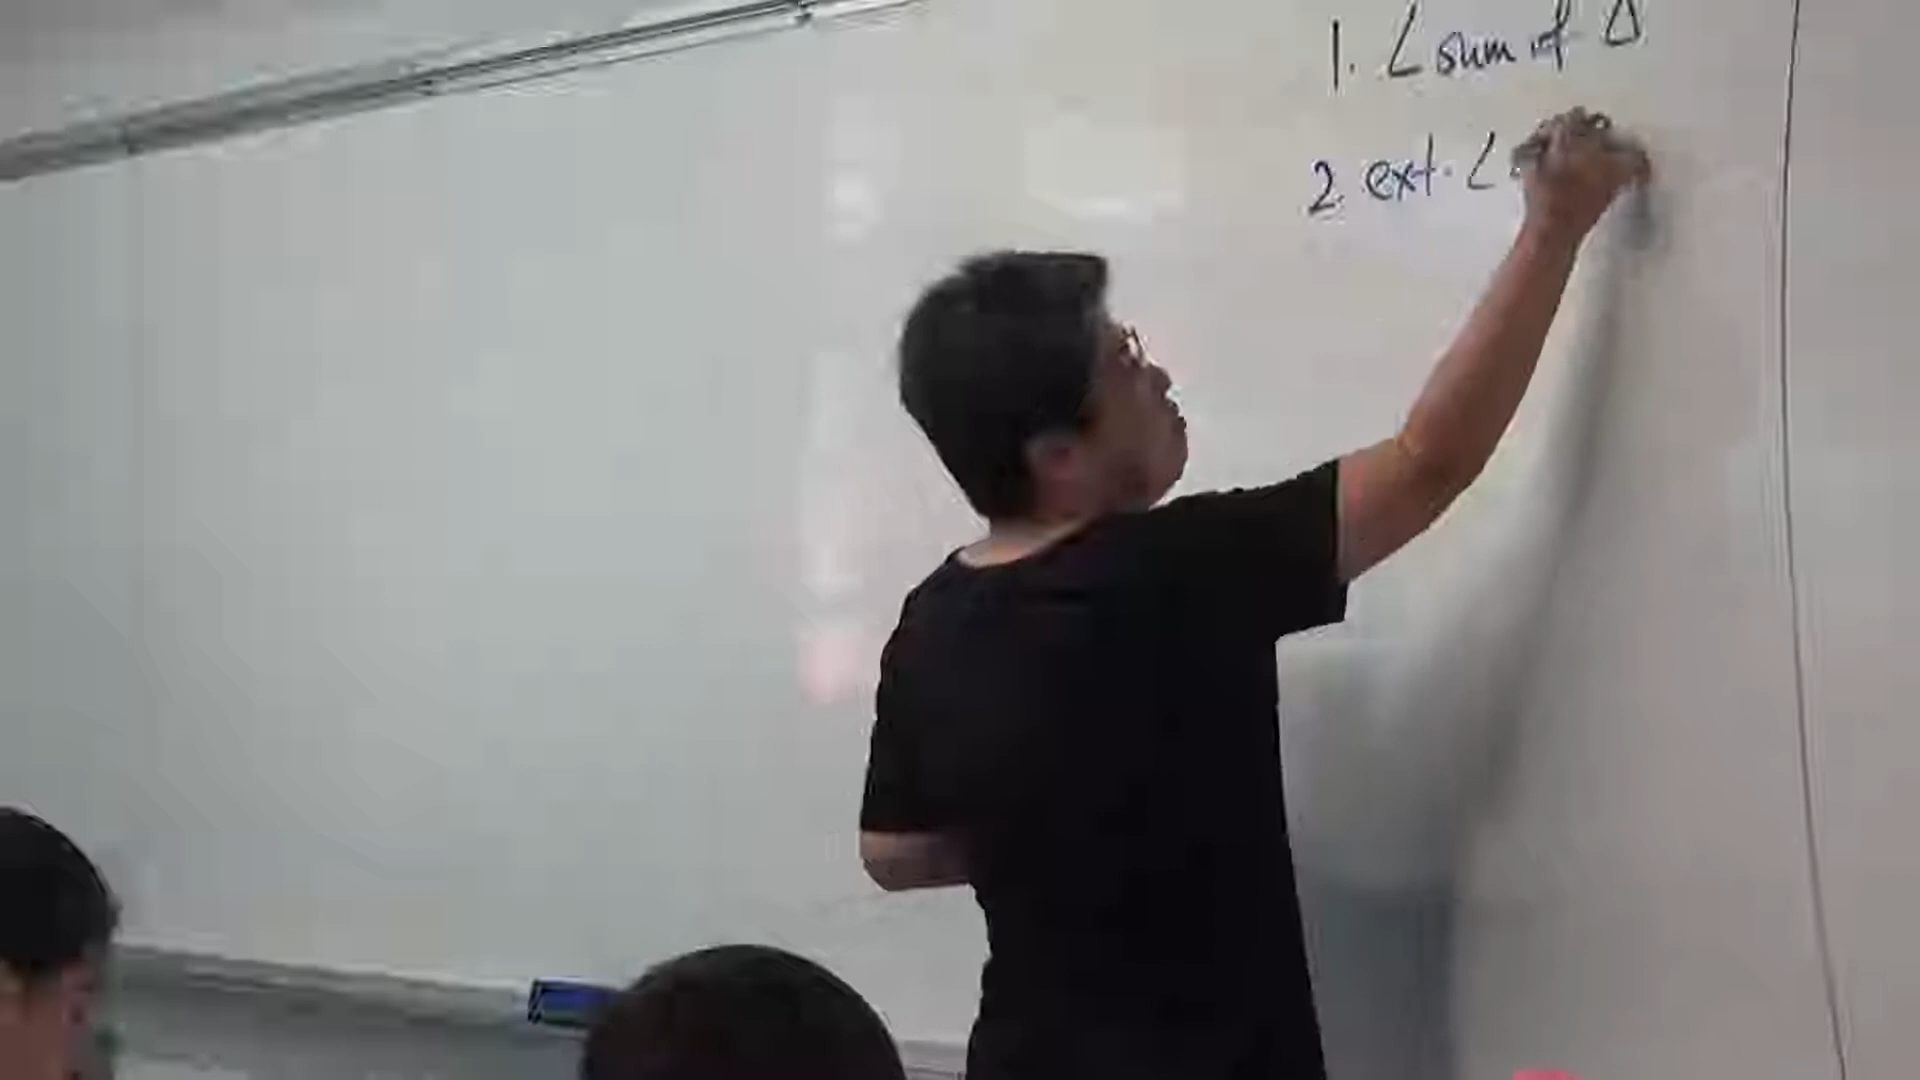 1. ∠ sum of Δ
2. ext. ∠